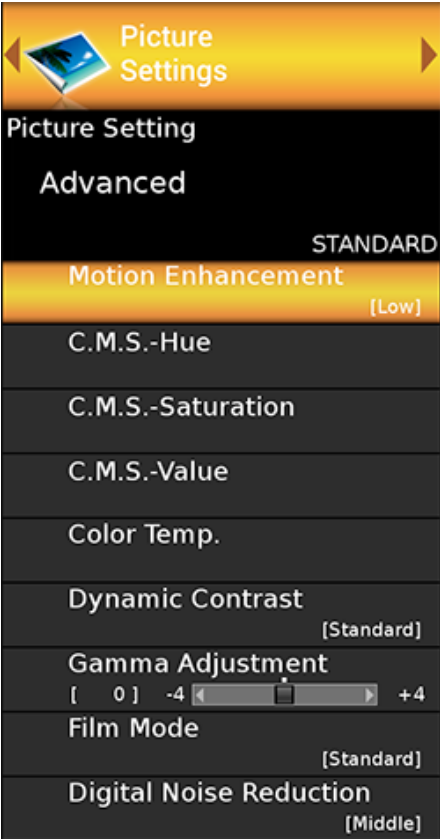 Picture
Settings
Picture Setting
Advanced
STANDARD
Motion Enhancement
[Low]
C.M.S.-Hue
C.M.S.-Saturation
C.M.S.-Value
Color Temp.
Dynamic Contrast
[Standard]
Gamma Adjustment
[ 0] -4 +4
Film Mode
[Standard]
Digital Noise Reduction
[Middle]